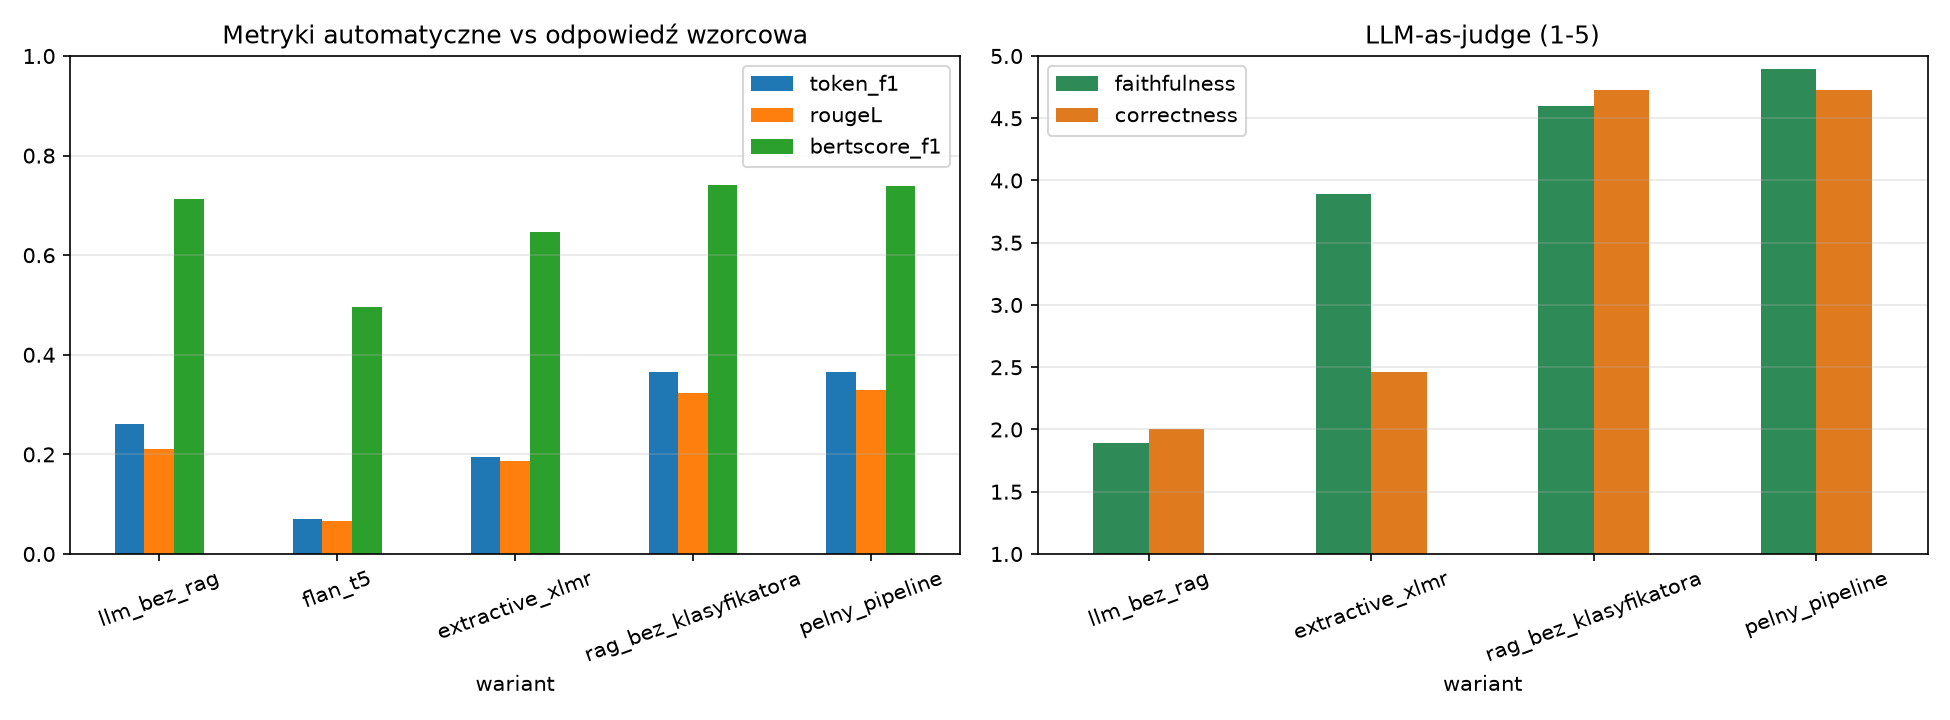 Metryki automatyczne vs odpowiedź wzorcowa
1.0
0.8
0.6
0.4
0.2
0.0
token_f1
rougeL
bertscore_f1
llm_bez_rag
flan_t5
extractive_xlmr
rag_bez_klasyfikatora
pelny_pipeline
wariant
LLM-as-judge (1-5)
5.0
4.5
4.0
3.5
3.0
2.5
2.0
1.5
1.0
faithfulness
correctness
llm_bez_rag
extractive_xlmr
rag_bez_klasyfikatora
pelny_pipeline
wariant